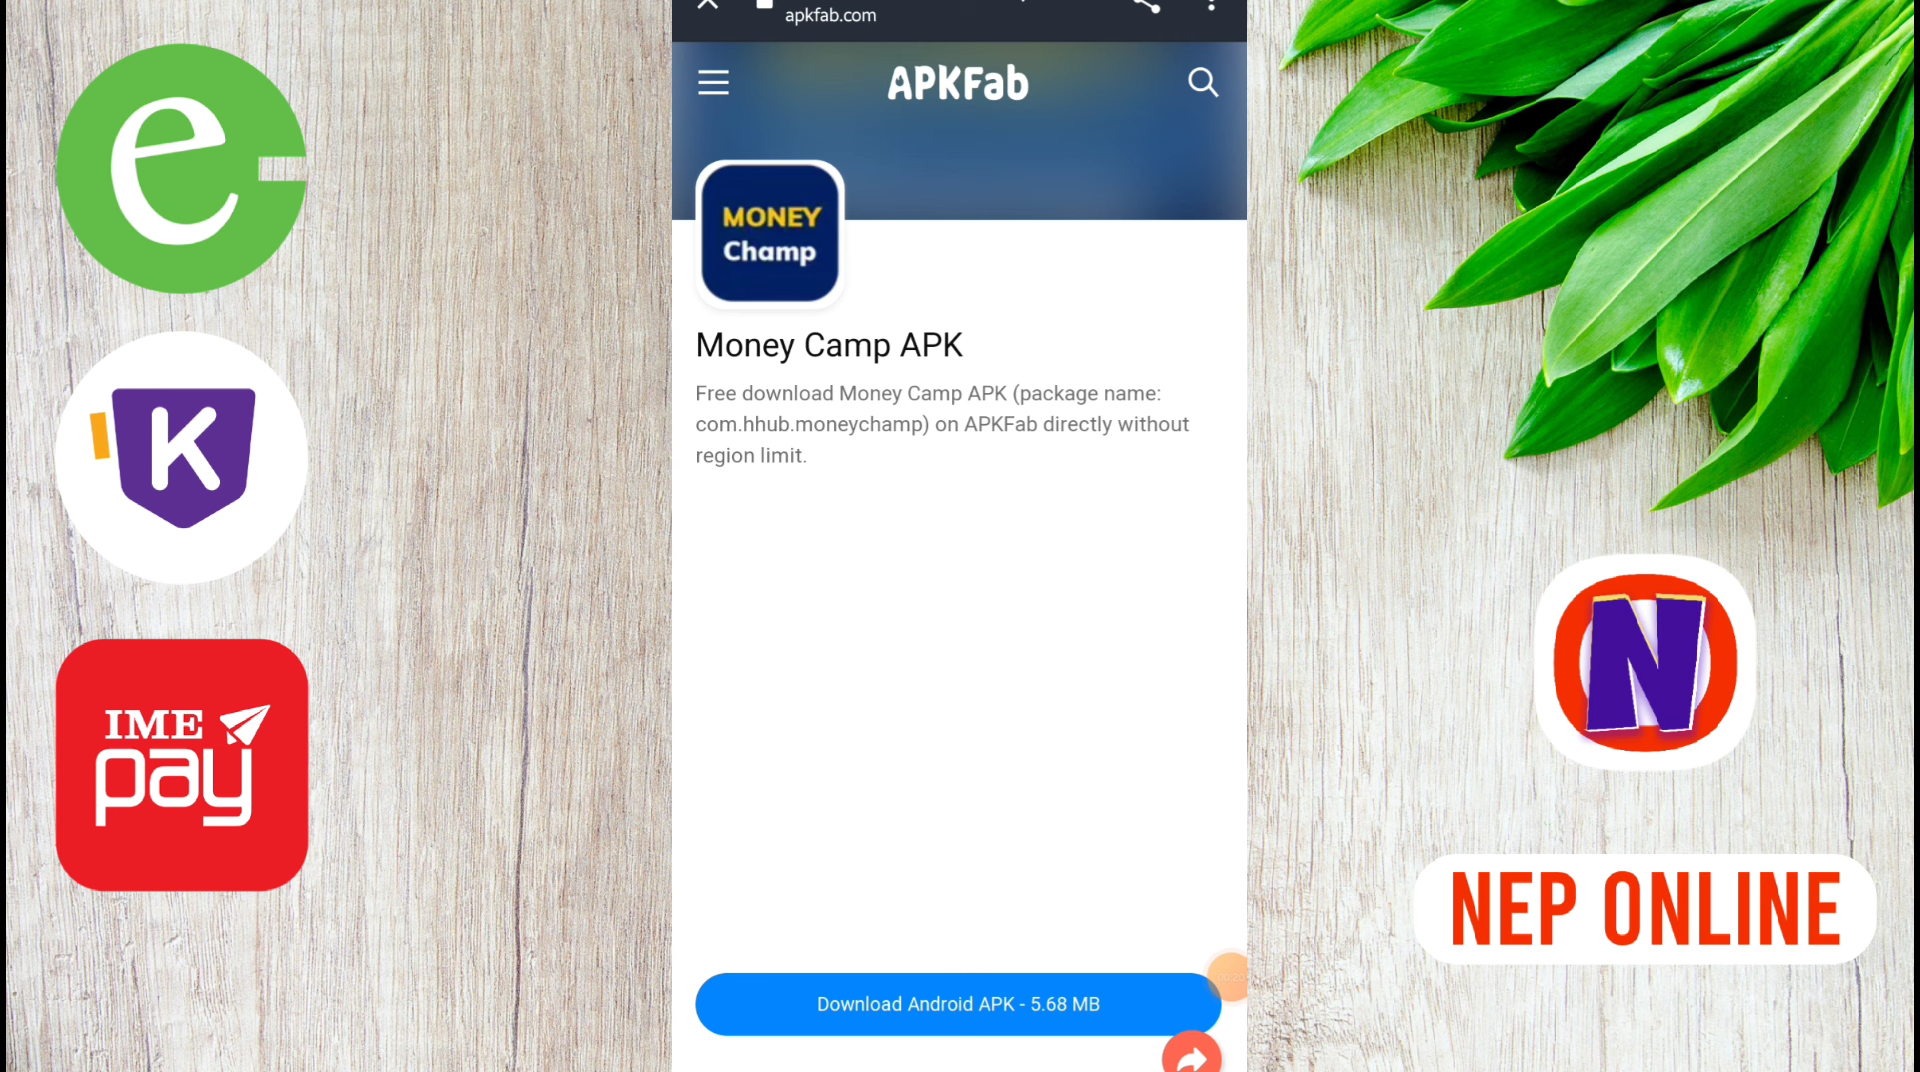 e
K
IME
pay
apkfab.com
APKFab
MONEY
Champ
Money Camp APK
Free download Money Camp APK (package name:
com.hhub.moneychamp) on APKFab directly without
region limit.
Download Android APK - 5.68 MB
N
NEP ONLINE